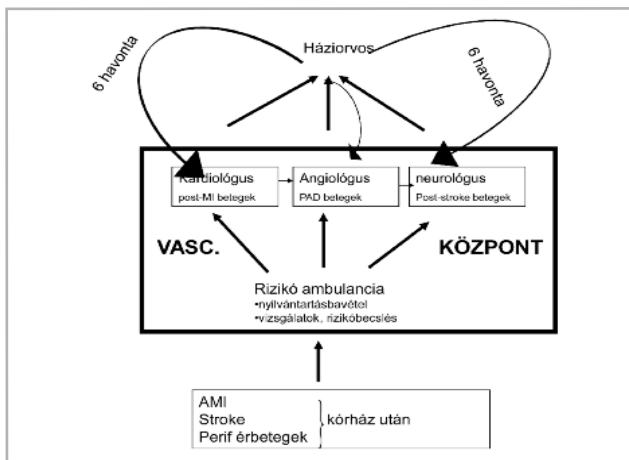 Háziorvos
6 havonta
6 havonta
Kardiológus
post-MI betegek
Angiológus
PAD betegek
neurológus
Post-stroke betegek
VASC.
KÖZPONT
Rizikó ambulancia
•nyilvántartásbavétel
•vizsgálatok, rizikóbecslés
AMI
Stroke
Perif érbetegek
kórház után